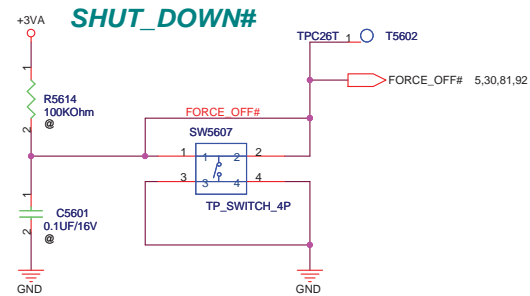 SHUT_DOWN#
+3VA
TPC26T 1 T5602
1
R5614
100KOhm
@
2
FORCE_OFF# 5,30,81,92
FORCE_OFF#
SW5607
1 1 2 2
3 3 4 4
TP_SWITCH_4P
1
C5601
0.1UF/16V
@
2
GND
GND